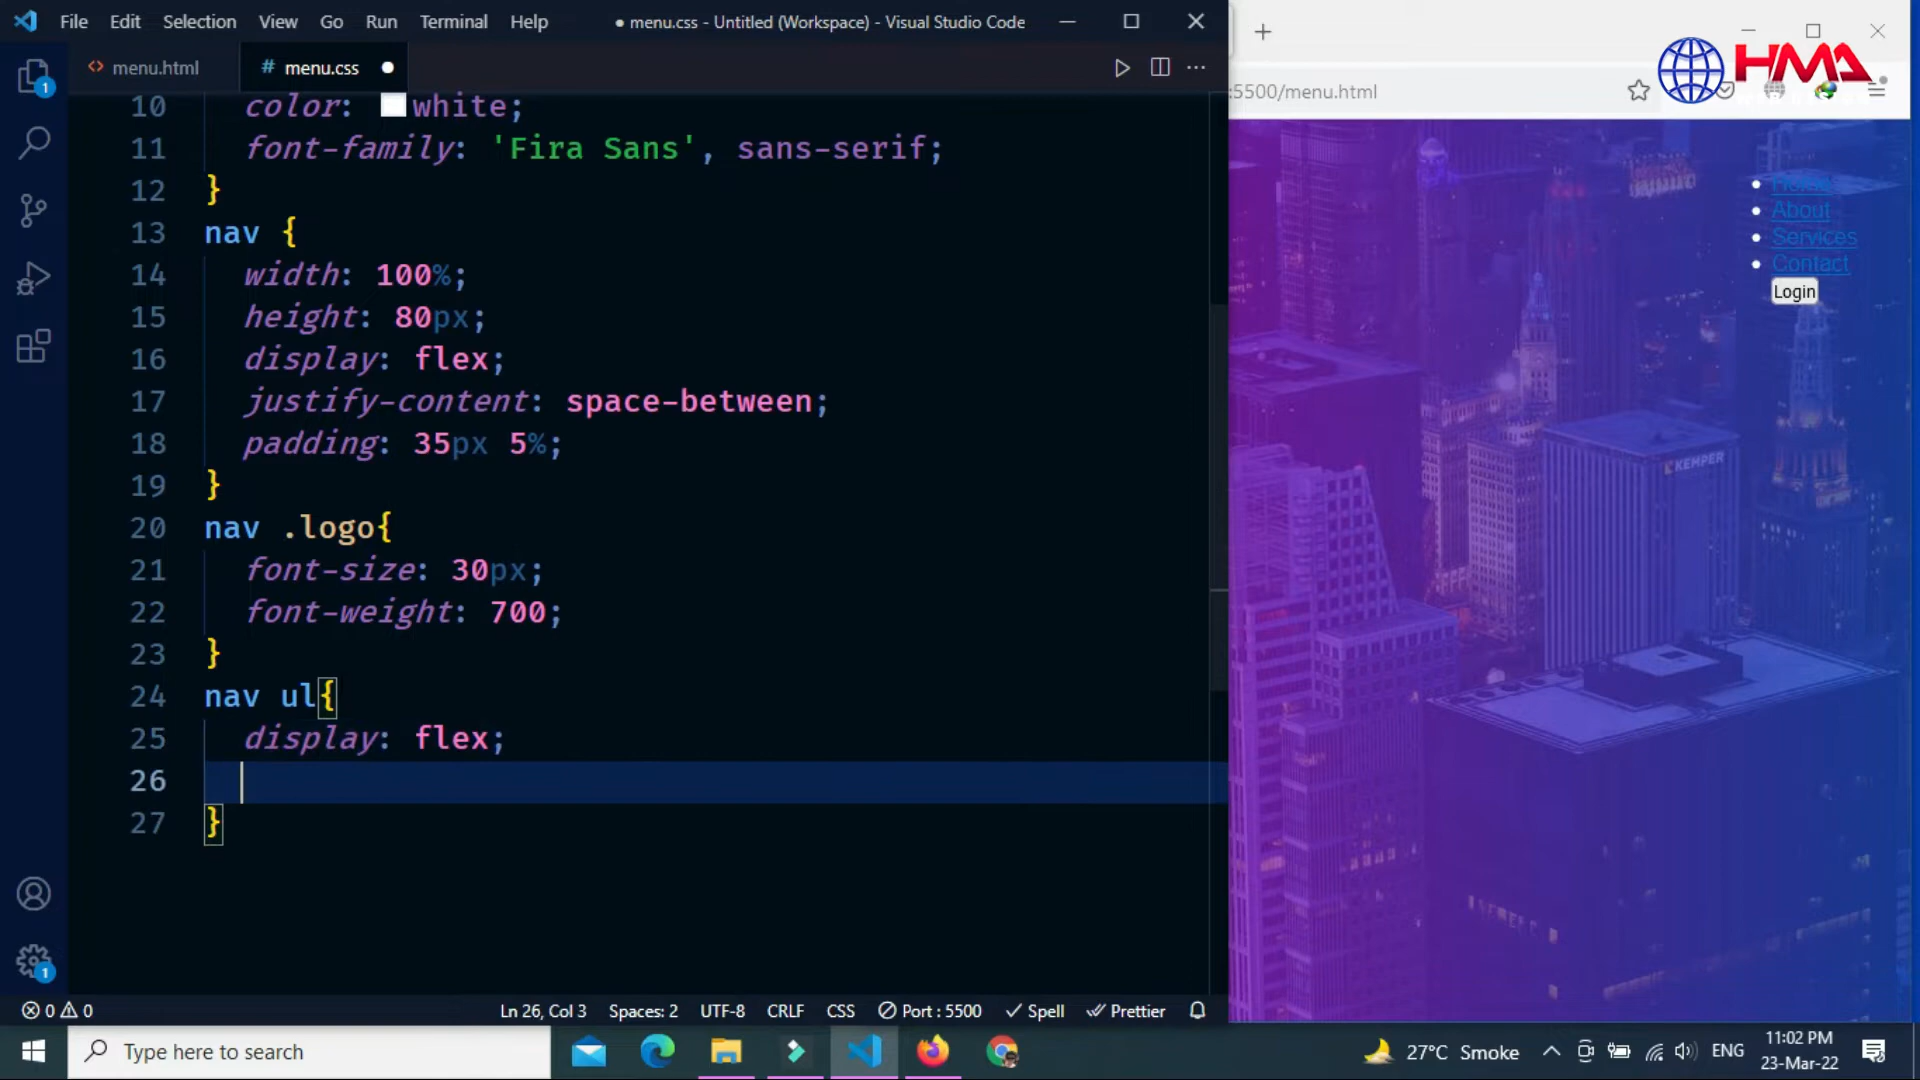 File Edit Selection View Go Run Terminal Help
● menu.css - Untitled (Workspace) - Visual Studio Code
menu.html
# menu.css
:5500/menu.html
HMA
10 color: white;
11 font-family: 'Fira Sans', sans-serif;
12 }
13 nav {
14 width: 100%;
15 height: 80px;
16 display: flex;
17 justify-content: space-between;
18 padding: 35px 5%;
19 }
20 nav .logo{
21 font-size: 30px;
22 font-weight: 700;
23 }
24 nav ul{
25 display: flex;
26
27 }
Home
About
Services
Contact
Login
KEMPER
1
1
0 0
Ln 26, Col 3 Spaces: 2 UTF-8 CRLF CSS Port : 5500 Spell Prettier
Type here to search
27°C Smoke
ENG
11:02 PM
23-Mar-22